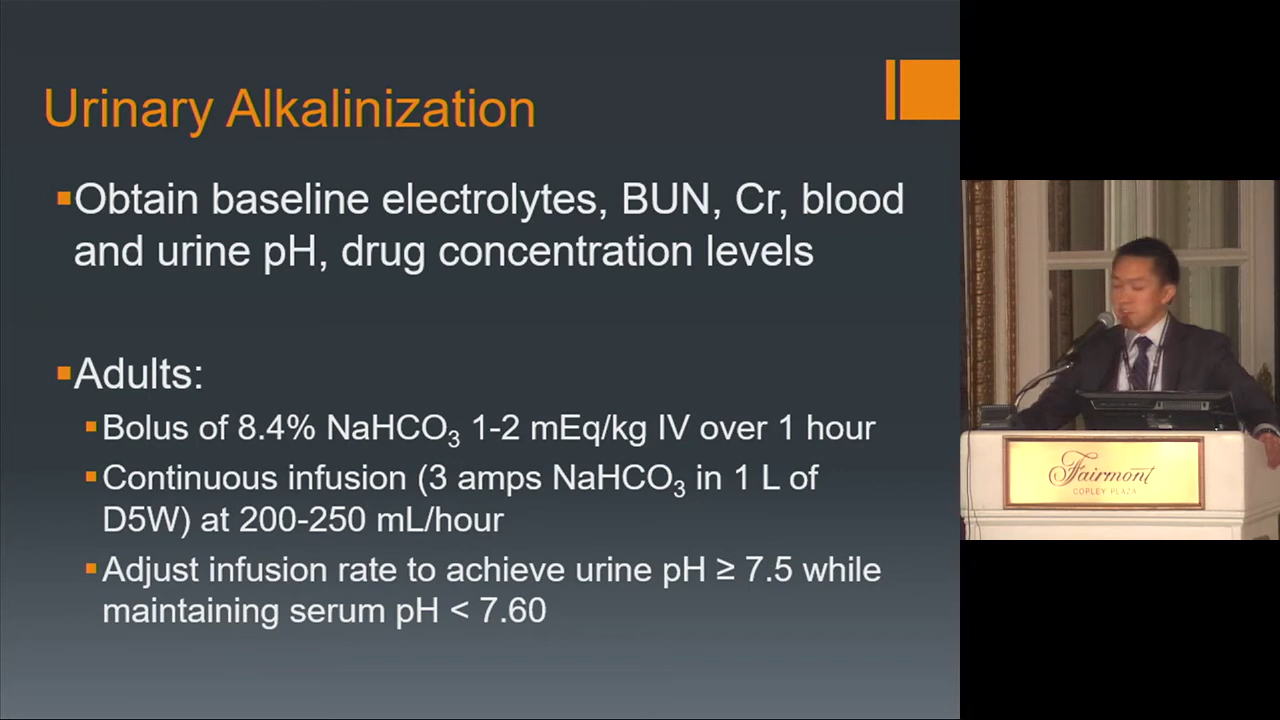 Urinary Alkalinization
Obtain baseline electrolytes, BUN, Cr, blood
and urine pH, drug concentration levels
Adults:
Bolus of 8.4% NaHCO₃ 1-2 mEq/kg IV over 1 hour
Continuous infusion (3 amps NaHCO₃ in 1 L of
D5W) at 200-250 mL/hour
Adjust infusion rate to achieve urine pH ≥ 7.5 while
maintaining serum pH < 7.60
Fairmont
COPLEY PLAZA